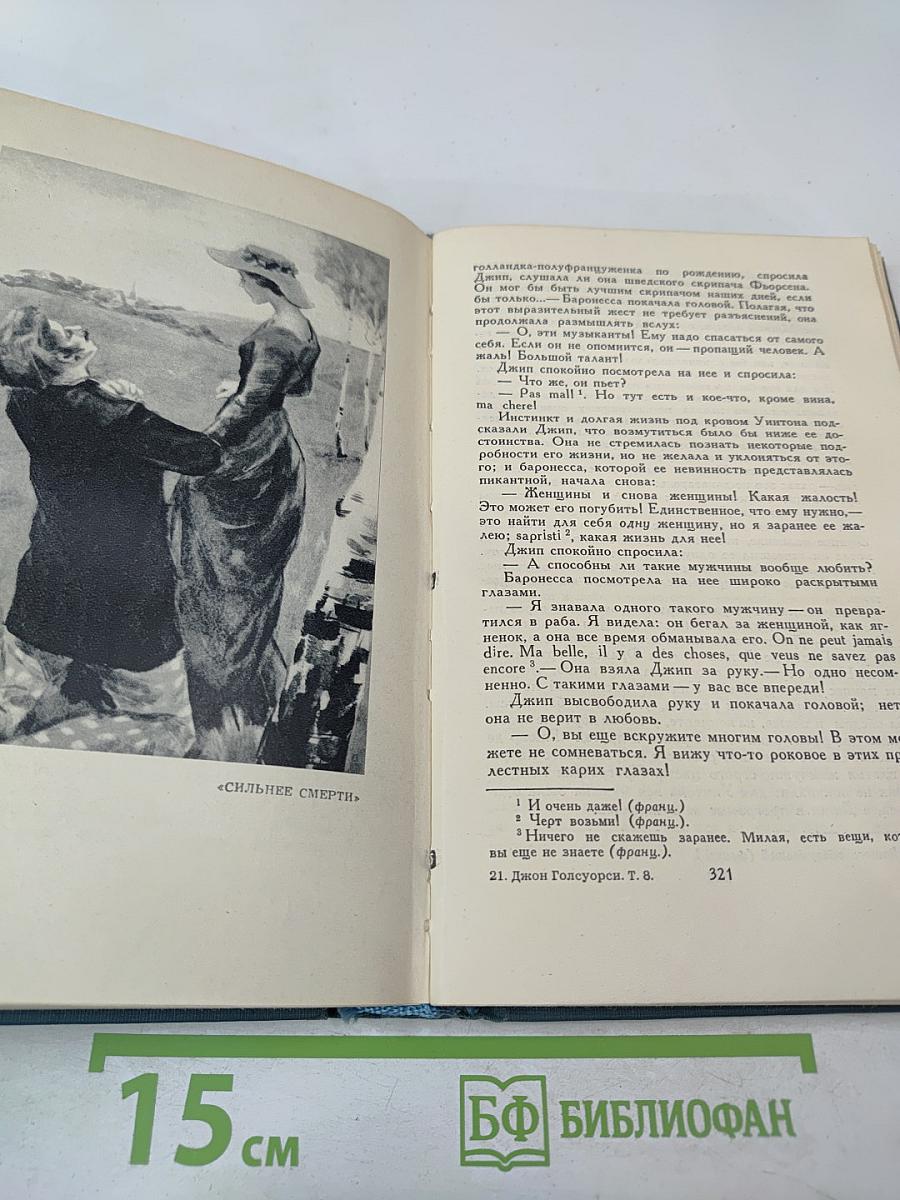 «СИЛЬНЕЕ СМЕРТИ»
голландка-полуфранцуженка по рождению, спросила
Джип, слушала ли она шведского скрипача Фьорсена.
Он мог бы быть лучшим скрипачом наших дней, если
бы только...— Баронесса покачала головой. Полагая, что
этот выразительный жест не требует разъяснений, она
продолжала размышлять вслух:
— О, эти музыканты! Ему надо спасаться от самого
себя. Если он не опомнится, он — пропащий человек. А
жаль! Большой талант!
Джип спокойно посмотрела на нее и спросила:
— Что же, он пьет?
— Pas mall ¹. Но тут есть и кое-что, кроме вина,
ma chere!
Инстинкт и долгая жизнь под кровом Уинтона под-
сказали Джип, что возмутиться было бы ниже ее до-
стоинства. Она не стремилась познать некоторые под-
робности его жизни, но не желала и уклоняться от это-
го; и баронесса, которой ее невинность представлялась
пикантной, начала снова:
— Женщины и снова женщины! Какая жалость!
Это может его погубить! Единственное, что ему нужно,—
это найти для себя одну женщину, но я заранее ее жа-
лею; sapristi ², какая жизнь для нее!
Джип спокойно спросила:
— А способны ли такие мужчины вообще любить?
Баронесса посмотрела на нее широко раскрытыми
глазами.
— Я знавала одного такого мужчину — он превра-
тился в раба. Я видела: он бегал за женщиной, как яг-
ненок, а она все время обманывала его. On ne peut jamais
dire. Ma belle, il y a des choses, que veus ne savez pas
encore ³.— Она взяла Джип за руку.— Но одно несом-
ненно. С такими глазами — у вас все впереди!
Джип высвободила руку и покачала головой; нет
она не верит в любовь.
— О, вы еще вскружите многим головы! В этом мо
жете не сомневаться. Я вижу что-то роковое в этих пр
лестных карих глазах!
¹ И очень даже! (франц.)
² Черт возьми! (франц.).
³ Ничего не скажешь заранее. Милая, есть вещи, кот
вы еще не знаете (франц.).
21. Джон Голсуорси. Т. 8. 321
15 см
БФ БИБЛИОФАН